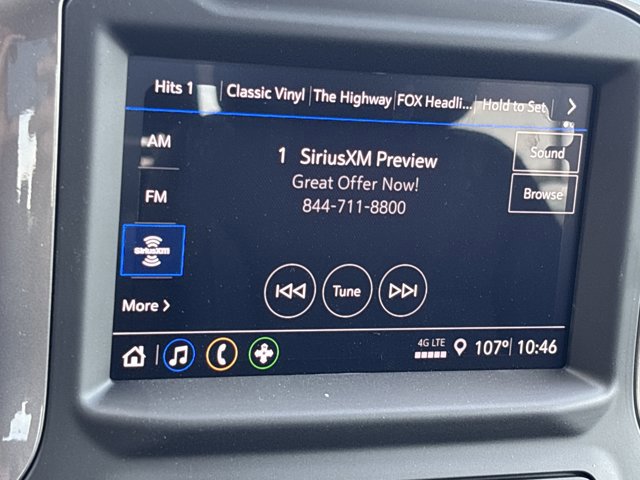 Hits 1 Classic Vinyl The Highway FOX Headli... Hold to Set
AM
1 SiriusXM Preview
Sound
Great Offer Now!
FM
Browse
844-711-8800
SiriusXM
Tune
More
4G LTE
107° 10:46